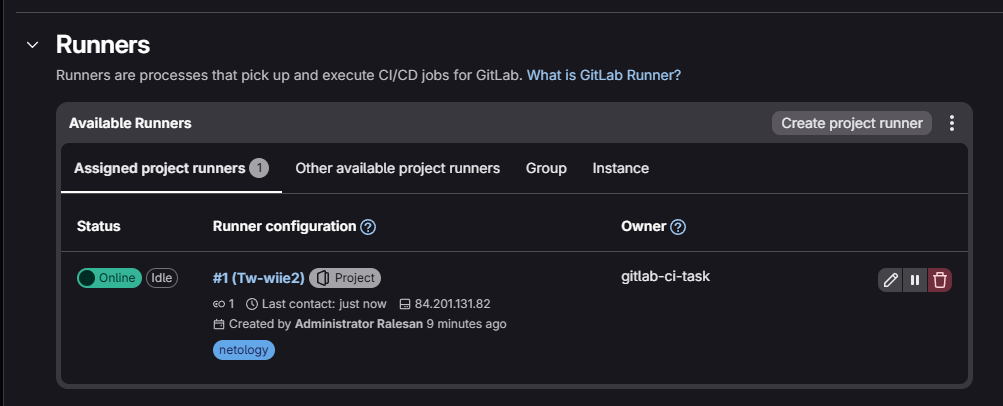 Runners
Runners are processes that pick up and execute CI/CD jobs for GitLab. What is GitLab Runner?
Available Runners
Create project runner
Assigned project runners 1
Other available project runners
Group
Instance
Status
Runner configuration ?
Owner ?
Online Idle
#1 (Tw-wiie2) Project
gitlab-ci-task
1 Last contact: just now 84.201.131.82
Created by Administrator Ralesan 9 minutes ago
netology